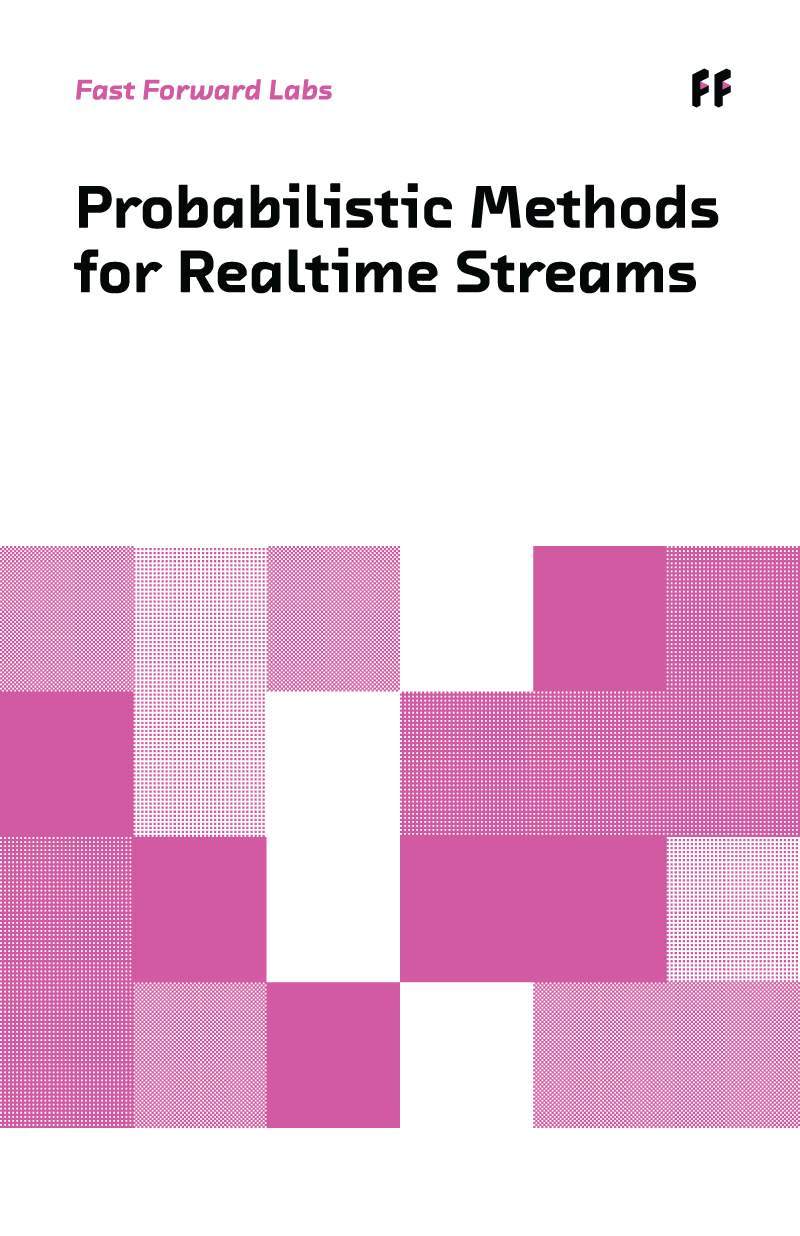 Fast Forward Labs
FF
Probabilistic Methods
for Realtime Streams